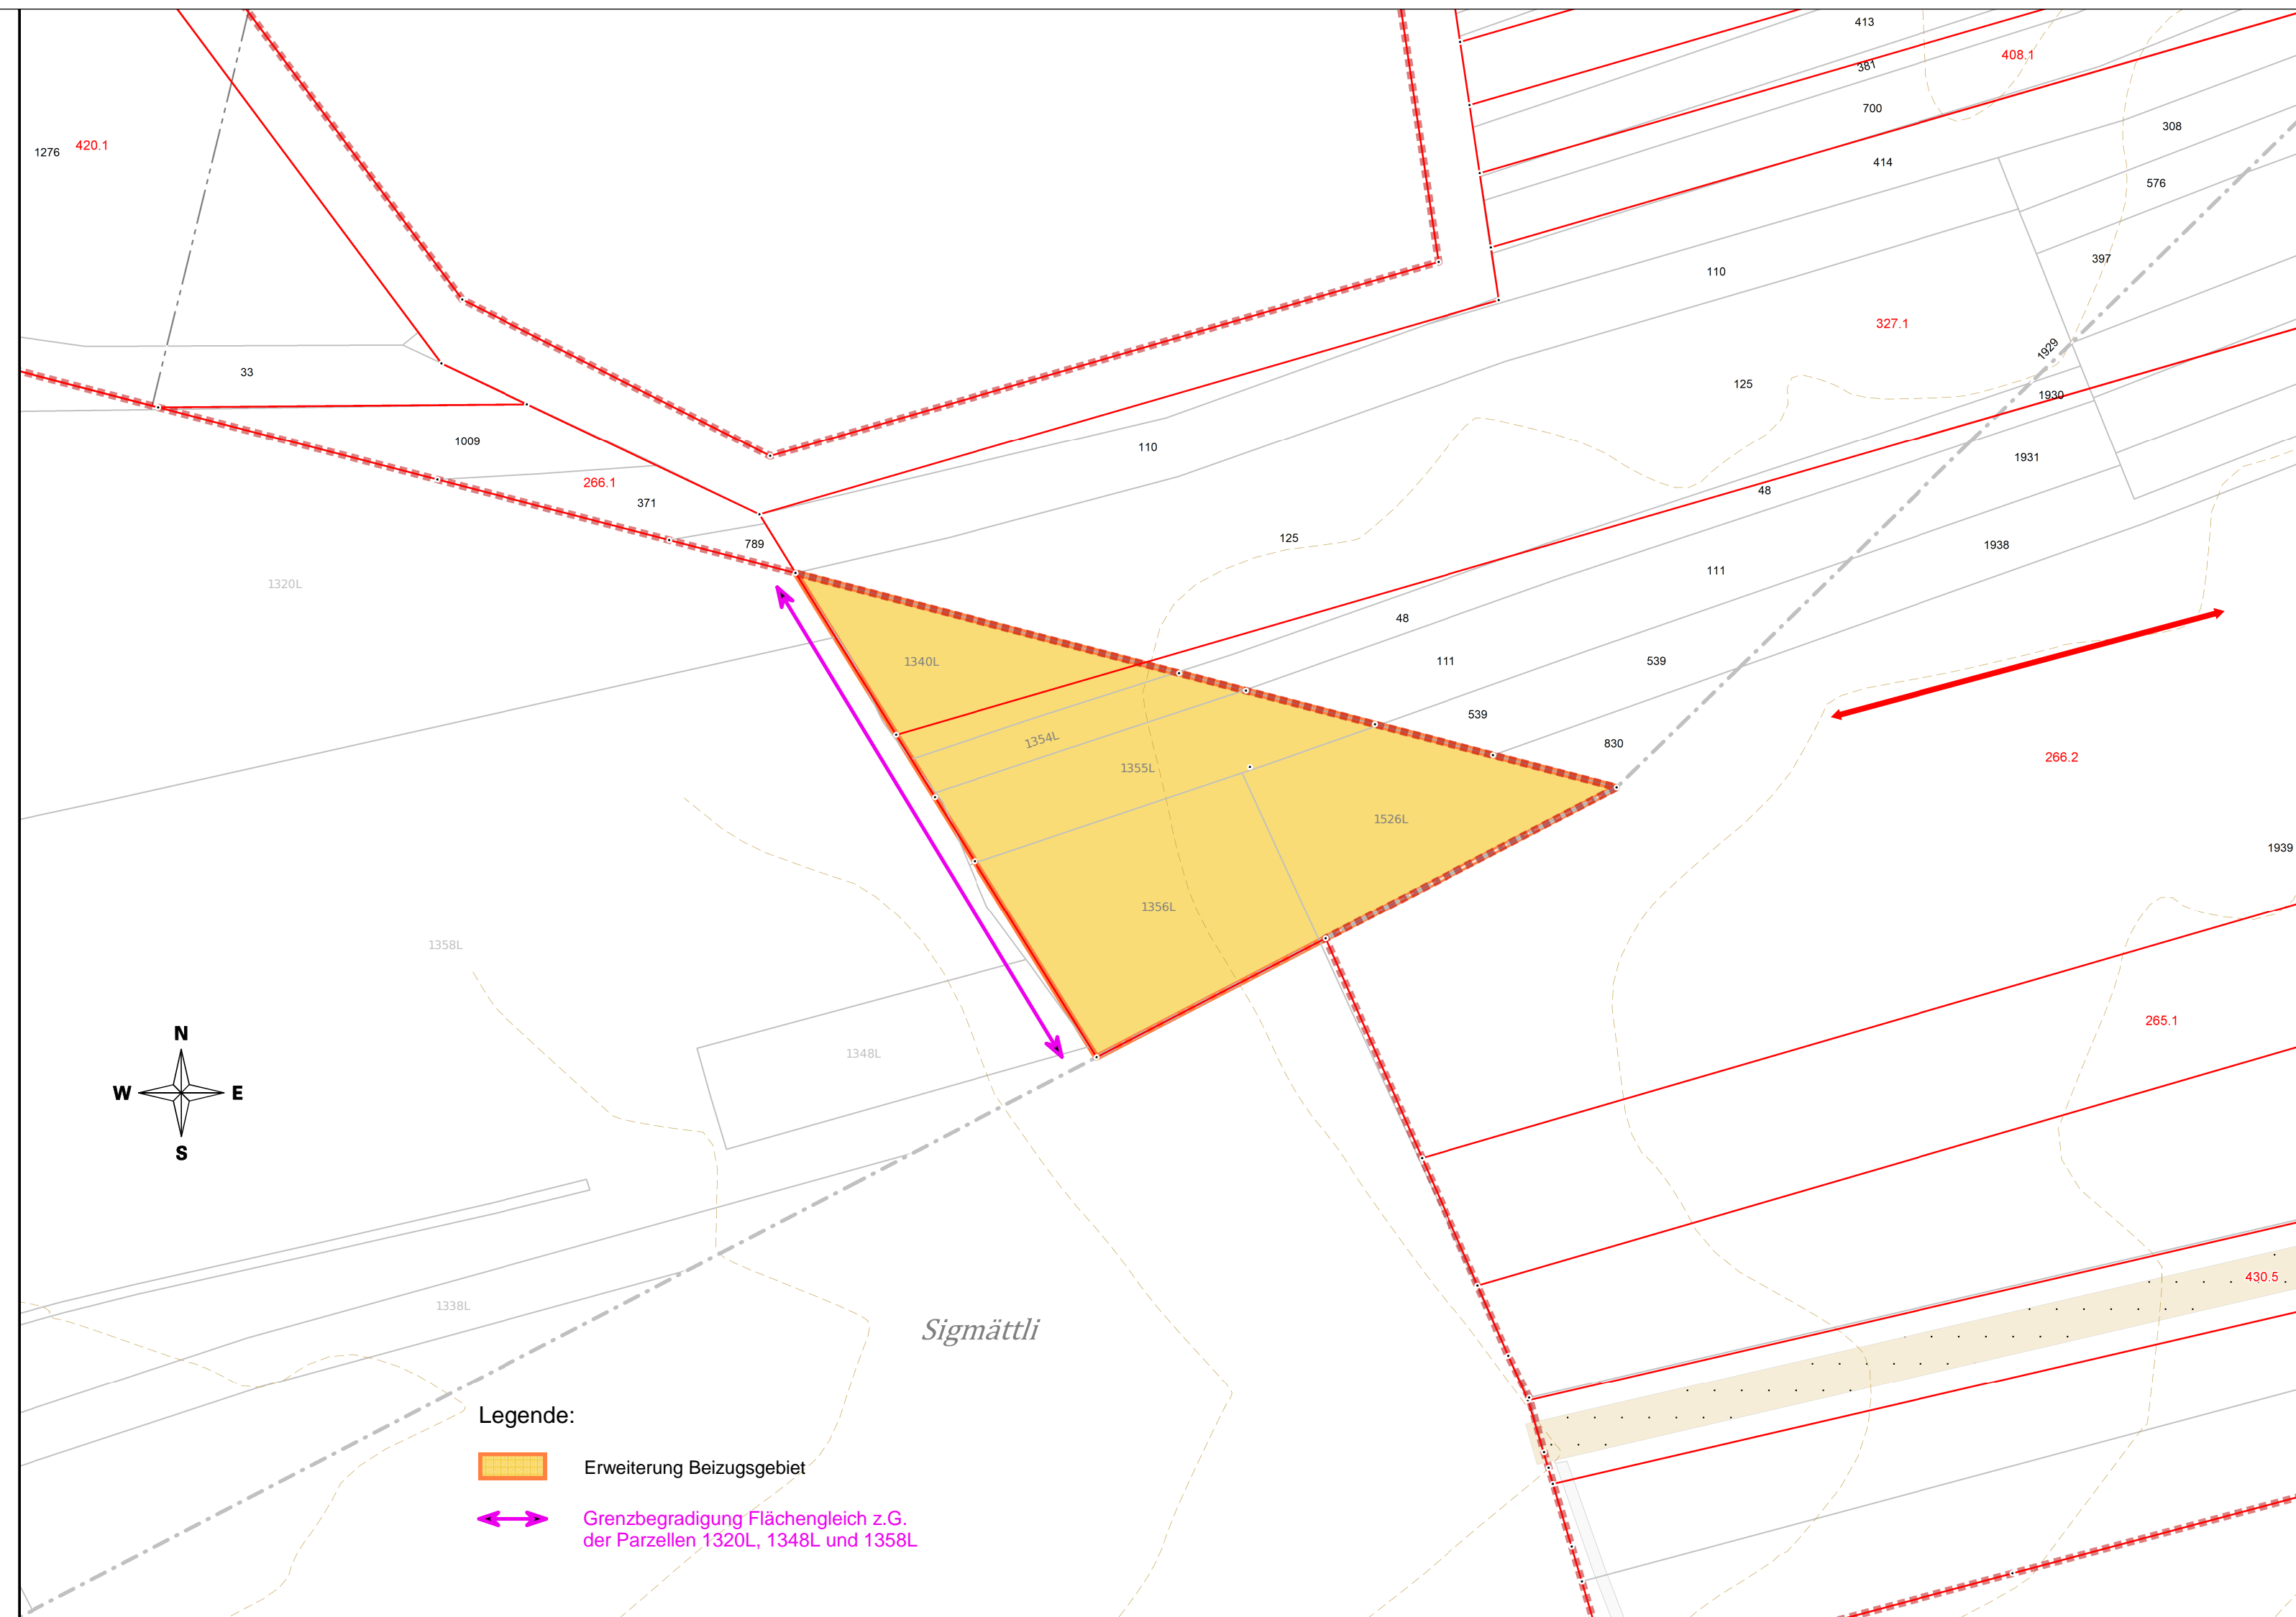 413
408.1
381
700
308
1276
420.1
414
576
397
110
327.1
1929
33
125
1930
1009
110
1931
266.1
48
371
125
789
1938
111
1320L
48
1340L
111
539
539
1354L
830
266.2
1355L
1526L
1939
1356L
1358L
265.1
N
1348L
W
E
S
430.5
1338L
Sigmättli
Legende:
Erweiterung Beizugsgebiet
Grenzbegradigung Flächengleich z.G.
der Parzellen 1320L, 1348L und 1358L